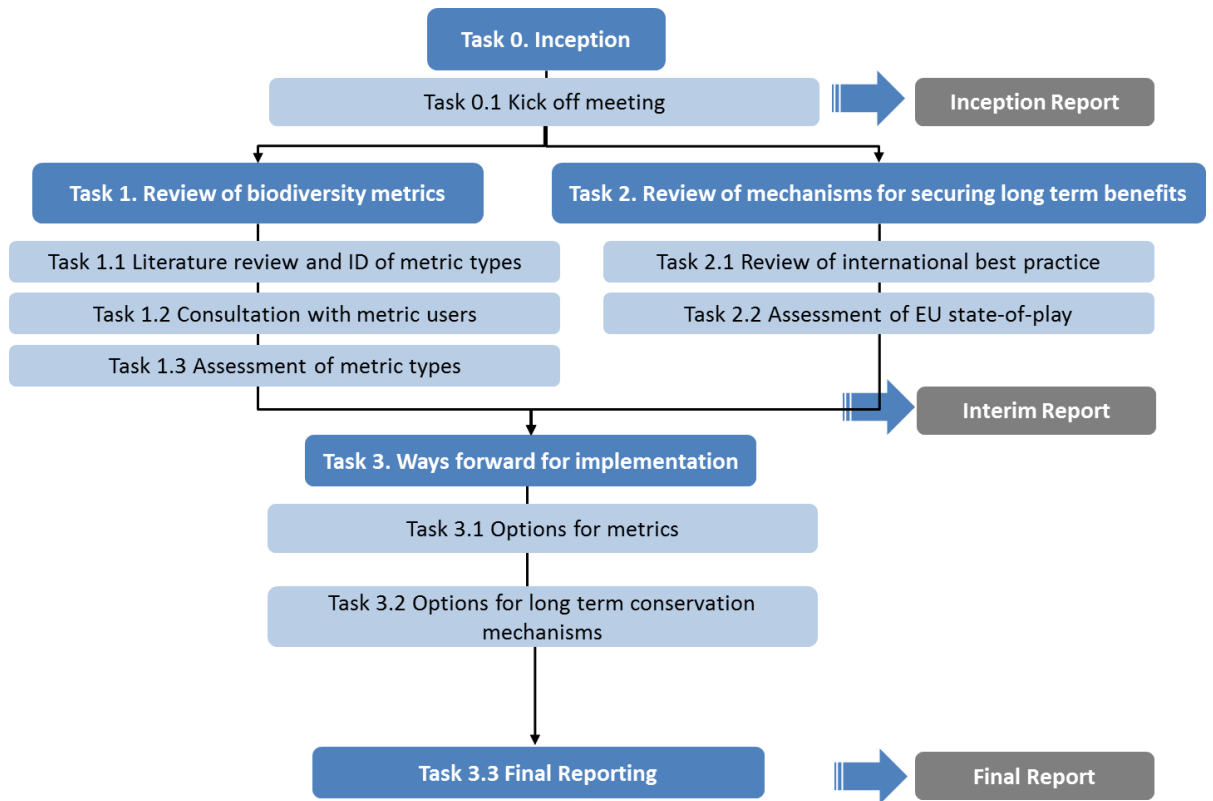 Task 0. Inception
Task 0.1 Kick off meeting
Inception Report
Task 1. Review of biodiversity metrics
Task 2. Review of mechanisms for securing long term benefits
Task 1.1 Literature review and ID of metric types
Task 2.1 Review of international best practice
Task 1.2 Consultation with metric users
Task 2.2 Assessment of EU state-of-play
Task 1.3 Assessment of metric types
Interim Report
Task 3. Ways forward for implementation
Task 3.1 Options for metrics
Task 3.2 Options for long term conservation
mechanisms
Task 3.3 Final Reporting
Final Report